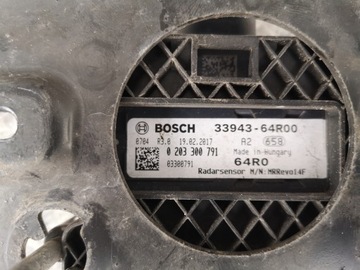 BOSCH 33943-64R00
0704 R3.0 19.02.2017 A2 658
0 203 300 791 Made in Hungary
03300791 64R0
Radarsensor M/N:MRRevo14F